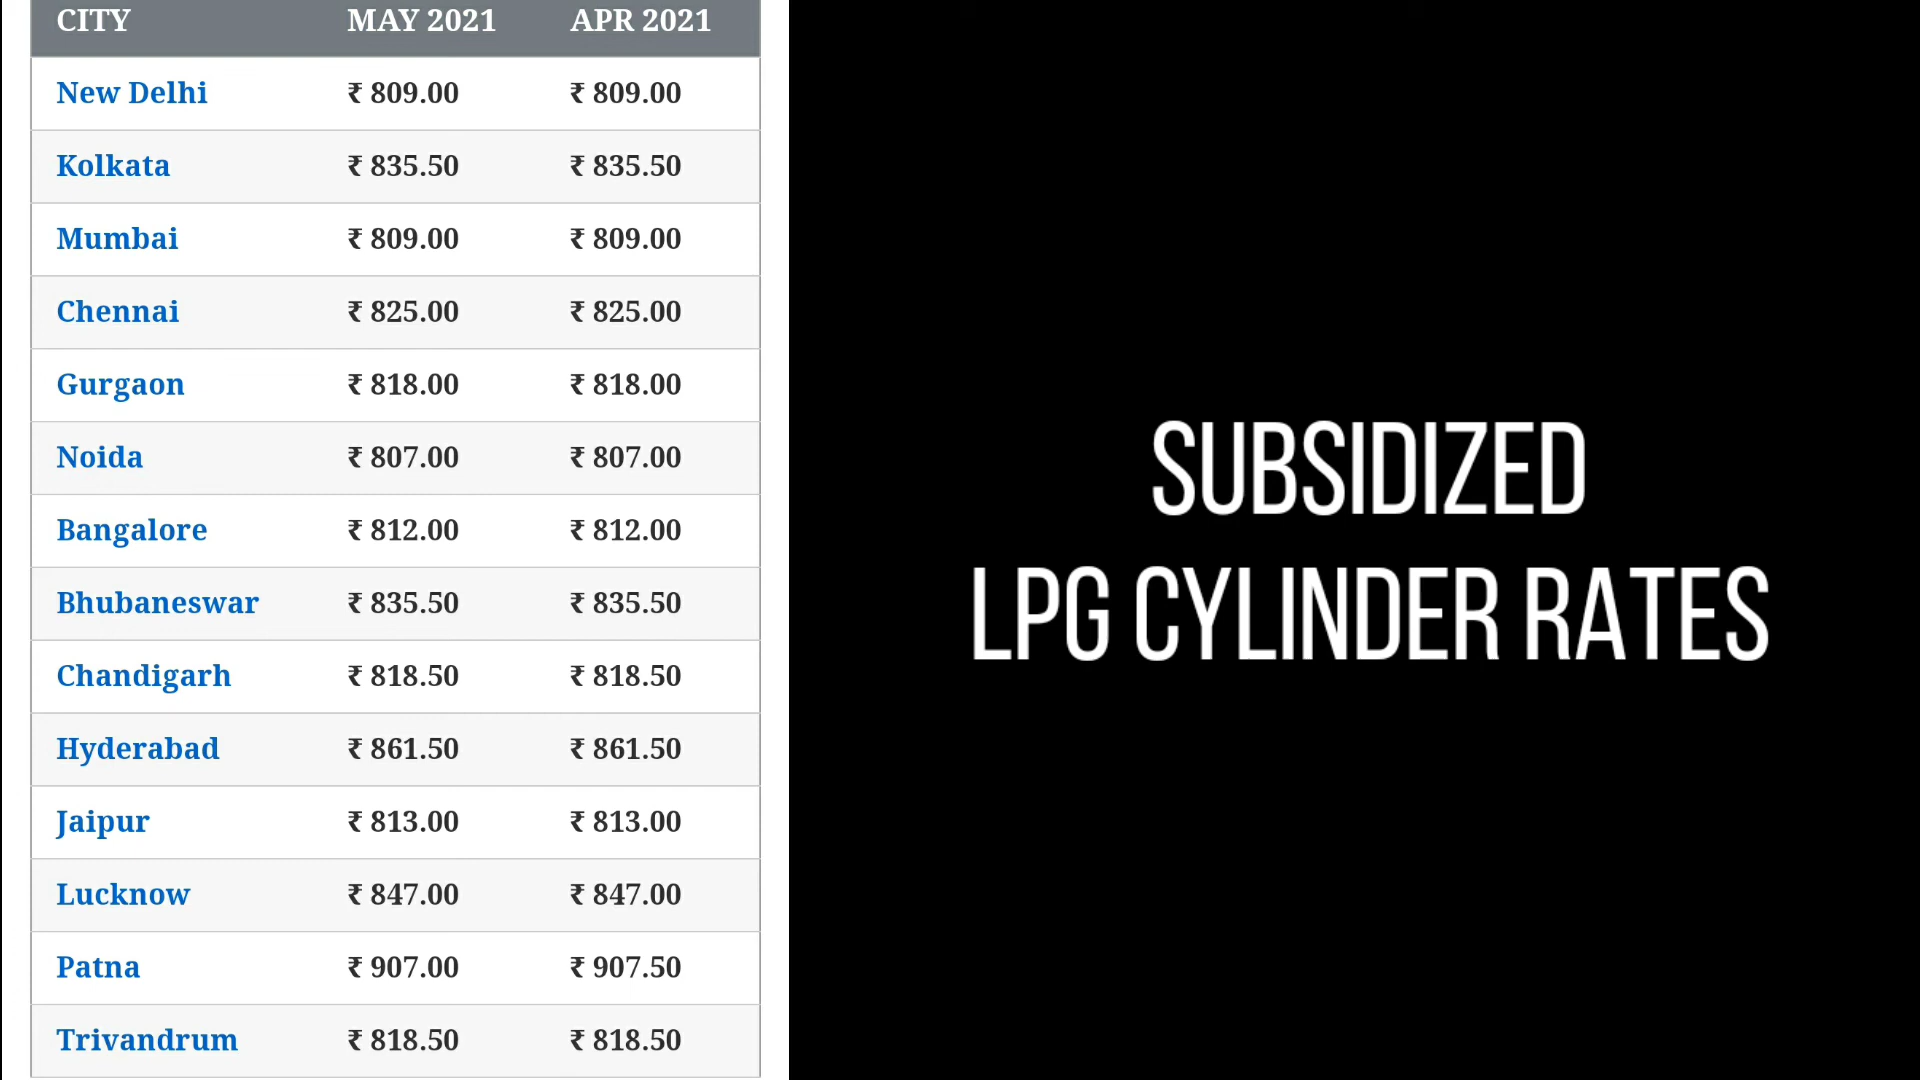 CITY MAY 2021 APR 2021
New Delhi ₹ 809.00 ₹ 809.00
Kolkata ₹ 835.50 ₹ 835.50
Mumbai ₹ 809.00 ₹ 809.00
Chennai ₹ 825.00 ₹ 825.00
Gurgaon ₹ 818.00 ₹ 818.00
Noida ₹ 807.00 ₹ 807.00
Bangalore ₹ 812.00 ₹ 812.00
Bhubaneswar ₹ 835.50 ₹ 835.50
Chandigarh ₹ 818.50 ₹ 818.50
Hyderabad ₹ 861.50 ₹ 861.50
Jaipur ₹ 813.00 ₹ 813.00
Lucknow ₹ 847.00 ₹ 847.00
Patna ₹ 907.00 ₹ 907.50
Trivandrum ₹ 818.50 ₹ 818.50
SUBSIDIZED
LPG CYLINDER RATES